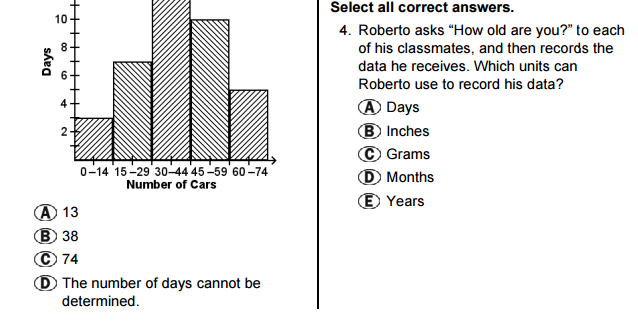 10
8
6
4
2
Days
0–14 15–29 30–44 45–59 60–74
Number of Cars
A 13
B 38
C 74
D The number of days cannot be
determined.
Select all correct answers.
4. Roberto asks “How old are you?” to each
of his classmates, and then records the
data he receives. Which units can
Roberto use to record his data?
A Days
B Inches
C Grams
D Months
E Years